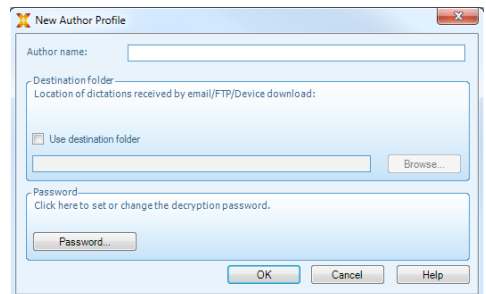 New Author Profile
Author name:
Destination folder
Location of dictations received by email/FTP/Device download:
Use destination folder
Browse...
Password
Click here to set or change the decryption password.
Password...
OK Cancel Help